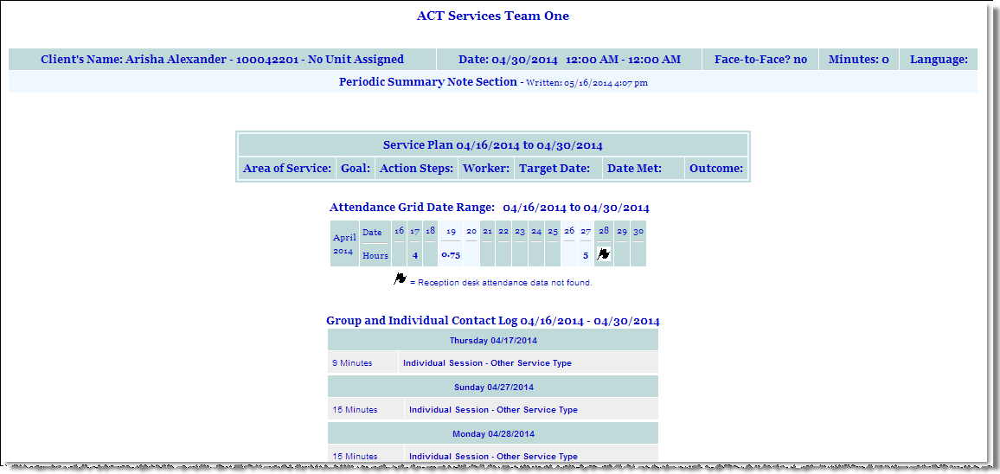 ACT Services Team One
Client's Name: Arisha Alexander - 100042201 - No Unit Assigned Date: 04/30/2014 12:00 AM - 12:00 AM Face-to-Face? no Minutes: 0 Language:
Periodic Summary Note Section - Written: 05/16/2014 4:07 pm
Service Plan 04/16/2014 to 04/30/2014
Area of Service: Goal: Action Steps: Worker: Target Date: Date Met: Outcome:
Attendance Grid Date Range: 04/16/2014 to 04/30/2014
April 2014 Date 16 17 18 19 20 21 22 23 24 25 26 27 28 29 30
Hours 4 0.75 5
= Reception desk attendance data not found.
Group and Individual Contact Log 04/16/2014 - 04/30/2014
Thursday 04/17/2014
9 Minutes Individual Session - Other Service Type
Sunday 04/27/2014
15 Minutes Individual Session - Other Service Type
Monday 04/28/2014
15 Minutes Individual Session - Other Service Type